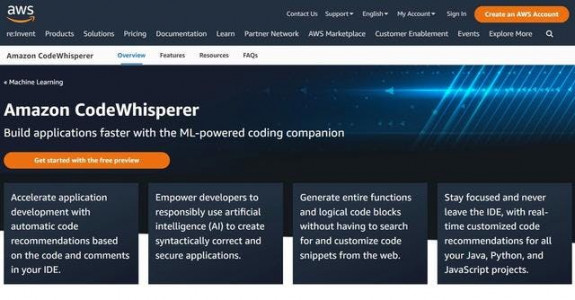 aws
Contact Us Support English My Account Sign In Create an AWS Account
re:Invent Products Solutions Pricing Documentation Learn Partner Network AWS Marketplace Customer Enablement Events Explore More
Amazon CodeWhisperer Overview Features Resources FAQs
« Machine Learning
Amazon CodeWhisperer
Build applications faster with the ML-powered coding companion
Get started with the free preview
Accelerate application
development with
automatic code
recommendations based
on the code and comments
in your IDE.
Empower developers to
responsibly use artificial
intelligence (AI) to create
syntactically correct and
secure applications.
Generate entire functions
and logical code blocks
without having to search
for and customize code
snippets from the web.
Stay focused and never
leave the IDE, with real-
time customized code
recommendations for all
your Java, Python, and
JavaScript projects.